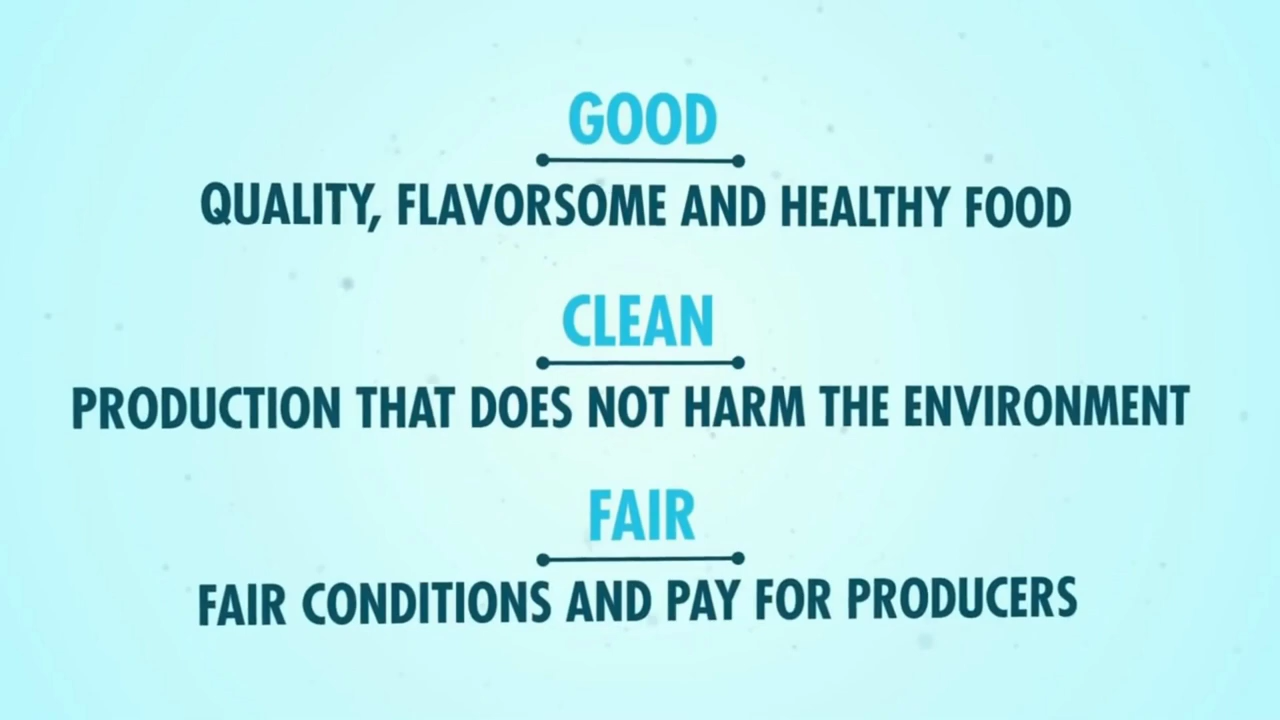 GOOD
QUALITY, FLAVORSOME AND HEALTHY FOOD
CLEAN
PRODUCTION THAT DOES NOT HARM THE ENVIRONMENT
FAIR
FAIR CONDITIONS AND PAY FOR PRODUCERS